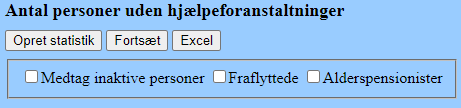 Antal personer uden hjælpeforanstaltninger
Opret statistik Fortsæt Excel
Medtag inaktive personer Fraflyttede Alderspensionister